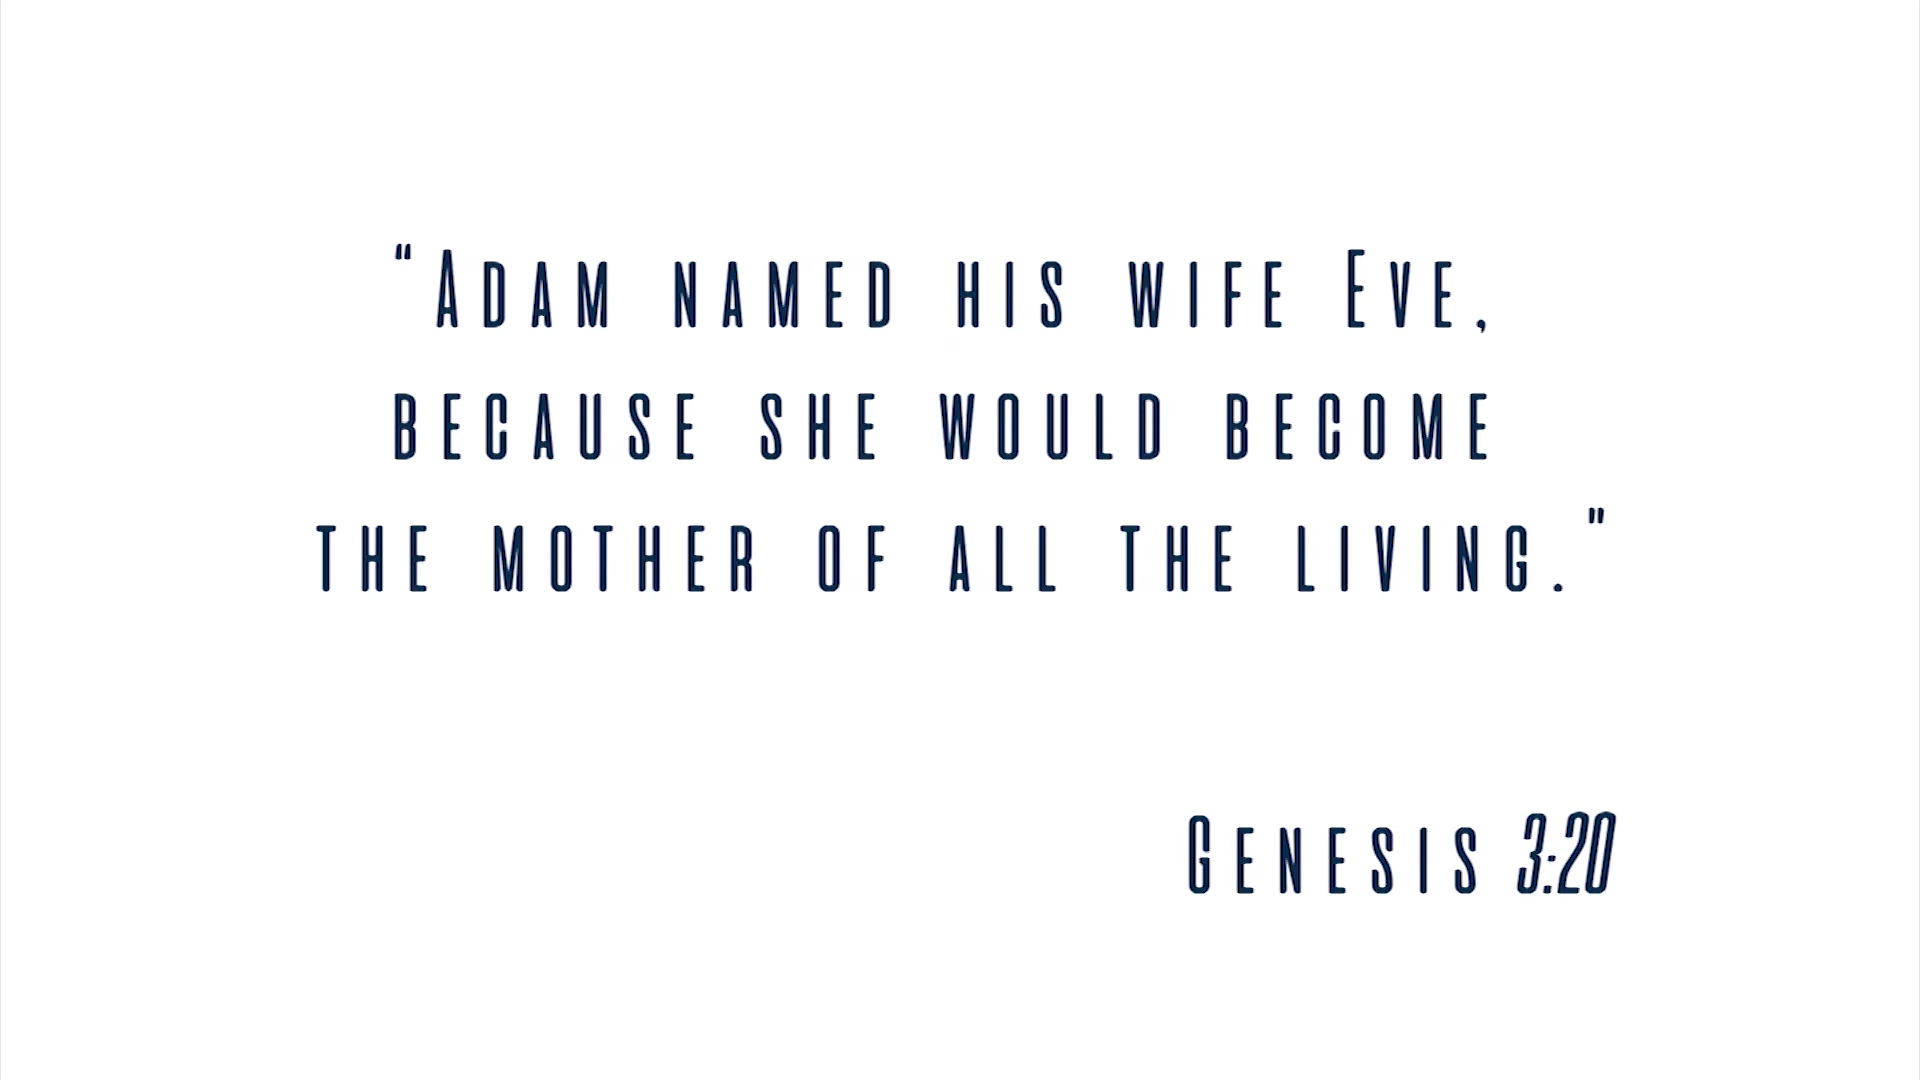 “Adam named his wife Eve,
because she would become
the mother of all the living."
Genesis 3:20